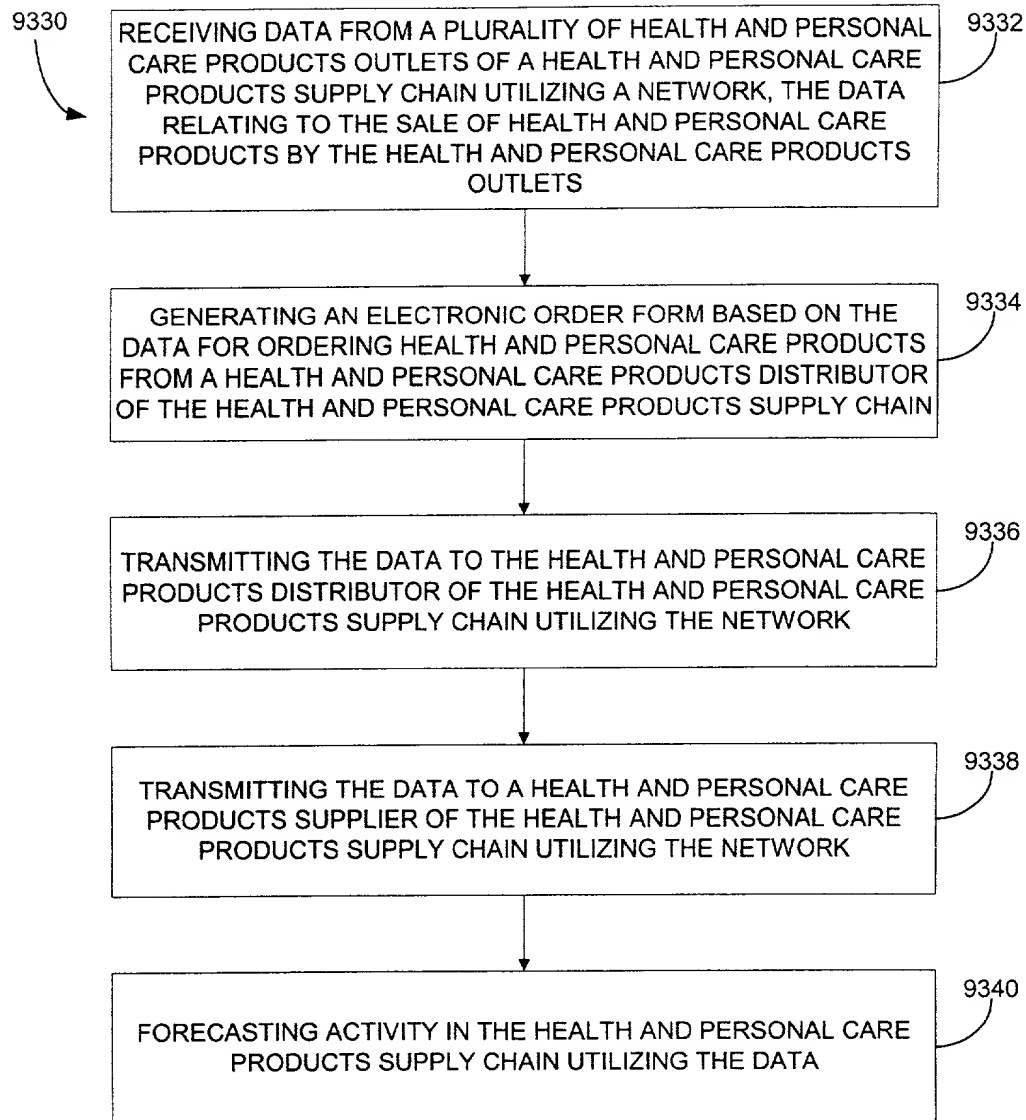 9330
RECEIVING DATA FROM A PLURALITY OF HEALTH AND PERSONAL
CARE PRODUCTS OUTLETS OF A HEALTH AND PERSONAL CARE
PRODUCTS SUPPLY CHAIN UTILIZING A NETWORK, THE DATA
RELATING TO THE SALE OF HEALTH AND PERSONAL CARE
PRODUCTS BY THE HEALTH AND PERSONAL CARE PRODUCTS
OUTLETS
9332
GENERATING AN ELECTRONIC ORDER FORM BASED ON THE
DATA FOR ORDERING HEALTH AND PERSONAL CARE PRODUCTS
FROM A HEALTH AND PERSONAL CARE PRODUCTS DISTRIBUTOR
OF THE HEALTH AND PERSONAL CARE PRODUCTS SUPPLY CHAIN
9334
TRANSMITTING THE DATA TO THE HEALTH AND PERSONAL CARE
PRODUCTS DISTRIBUTOR OF THE HEALTH AND PERSONAL CARE
PRODUCTS SUPPLY CHAIN UTILIZING THE NETWORK
9336
TRANSMITTING THE DATA TO A HEALTH AND PERSONAL CARE
PRODUCTS SUPPLIER OF THE HEALTH AND PERSONAL CARE
PRODUCTS SUPPLY CHAIN UTILIZING THE NETWORK
9338
FORECASTING ACTIVITY IN THE HEALTH AND PERSONAL CARE
PRODUCTS SUPPLY CHAIN UTILIZING THE DATA
9340